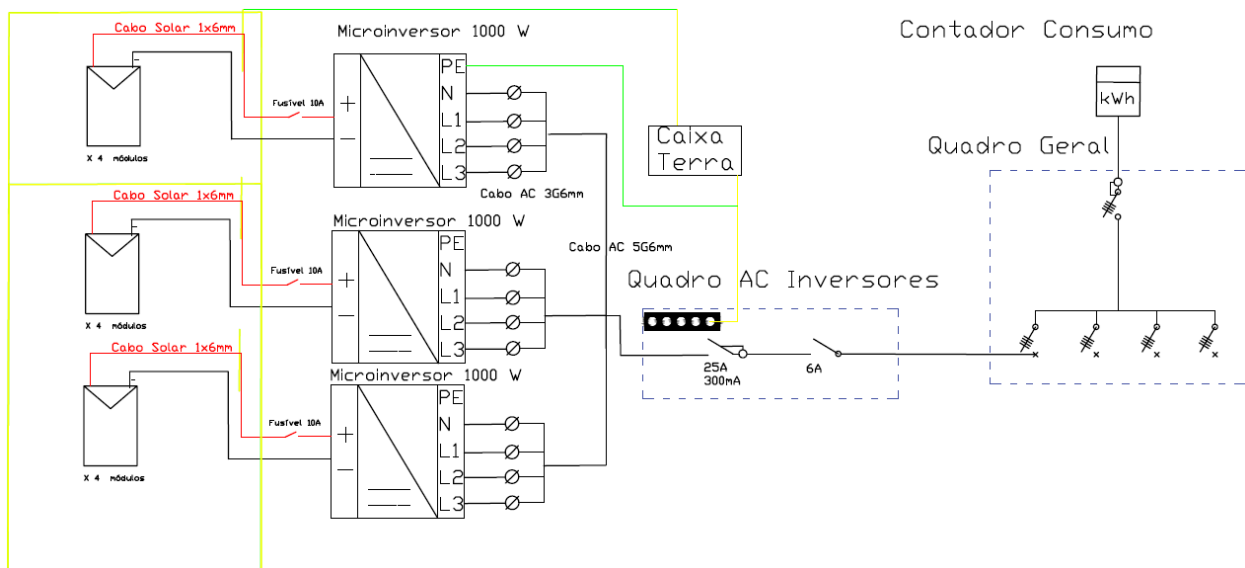 Cabo Solar 1x6mm
X 4 módulos
Fusível 10A
Microinversor 1000 W
+
−
PE
N
L1
L2
L3
Cabo AC 3G6mm
Cabo Solar 1x6mm
X 4 módulos
Fusível 10A
Microinversor 1000 W
+
−
PE
N
L1
L2
L3
Cabo AC 5G6mm
Cabo Solar 1x6mm
X 4 módulos
Fusível 10A
Microinversor 1000 W
+
−
PE
N
L1
L2
L3
Caixa
Terra
Quadro AC Inversores
25A
300mA
6A
Contador Consumo
kWh
Quadro Geral